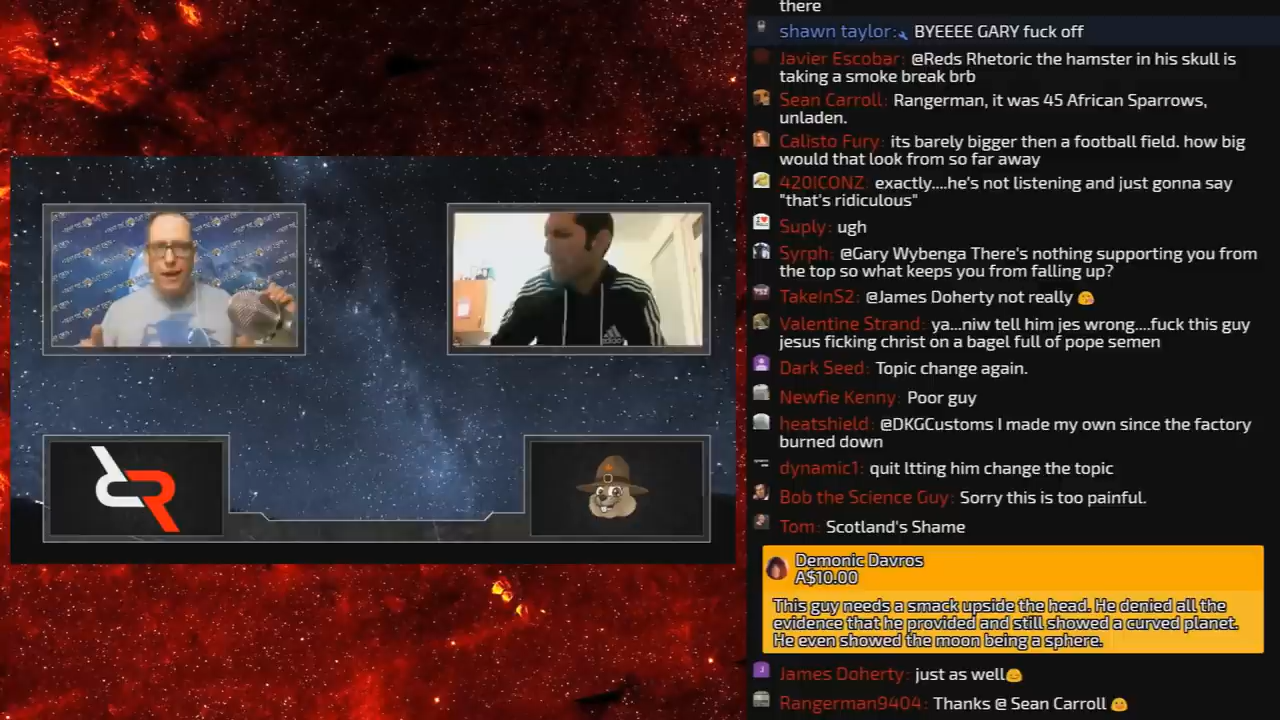 there
shawn taylor: BYEEEE GARY fuck off
Javier Escobar: @Reds Rhetoric the hamster in his skull is
taking a smoke break brb
Sean Carroll: Rangerman, it was 45 African Sparrows,
unladen.
Calisto Fury: its barely bigger then a football field. how big
would that look from so far away
420ICONZ: exactly....he's not listening and just gonna say
"that's ridiculous"
Suply: ugh
Syrph: @Gary Wybenga There's nothing supporting you from
the top so what keeps you from falling up?
TakeInS2: @James Doherty not really 😘
Valentine Strand: ya...niw tell him jes wrong....fuck this guy
jesus ficking christ on a bagel full of pope semen
Dark Seed: Topic change again.
Newfie Kenny: Poor guy
heatshield: @DKGCustoms I made my own since the factory
burned down
dynamic1: quit ltting him change the topic
Bob the Science Guy: Sorry this is too painful.
Tom: Scotland's Shame
Demonic Davros
A$10.00
This guy needs a smack upside the head. He denied all the
evidence that he provided and still showed a curved planet.
He even showed the moon being a sphere.
James Doherty: just as well😊
Rangerman9404: Thanks @ Sean Carroll 🙂
adidas